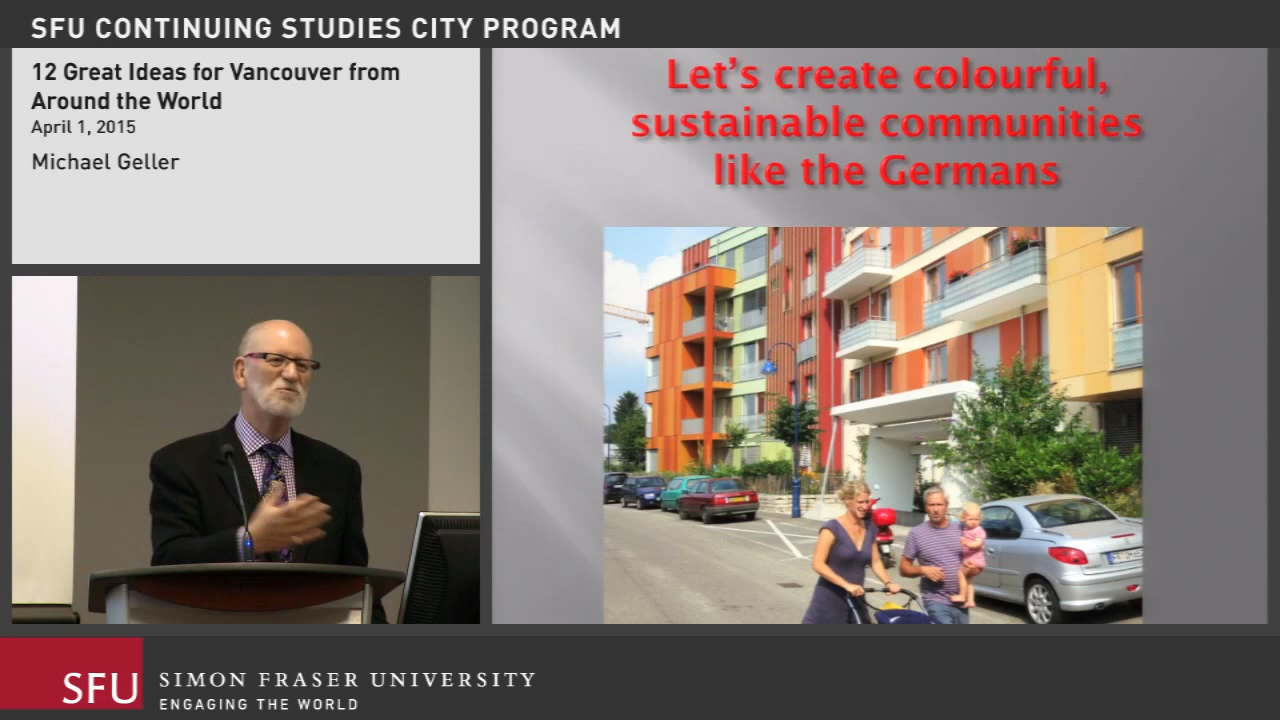 SFU CONTINUING STUDIES CITY PROGRAM
12 Great Ideas for Vancouver from
Around the World
April 1, 2015
Michael Geller
Let's create colourful,
sustainable communities
like the Germans
SFU
SIMON FRASER UNIVERSITY
ENGAGING THE WORLD